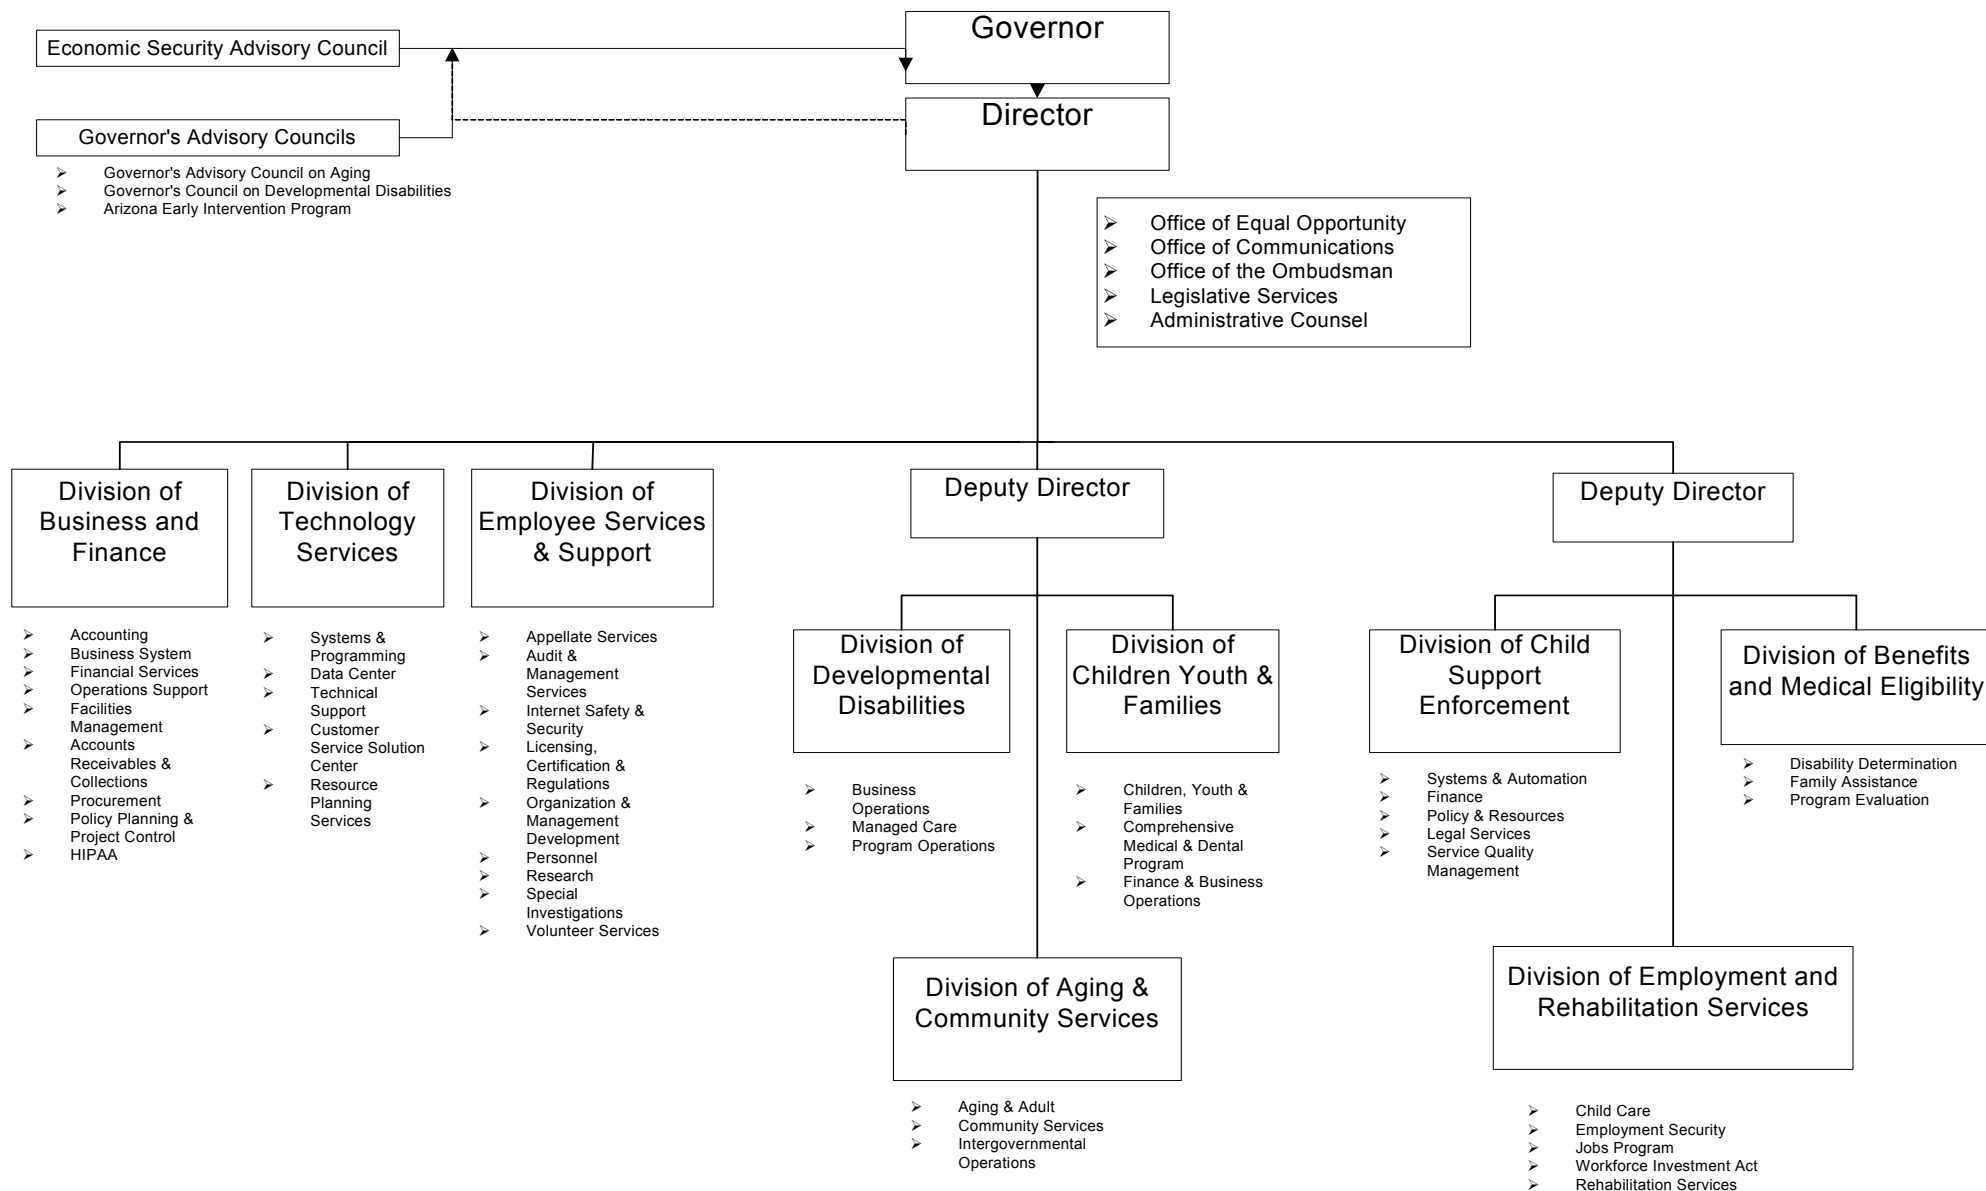 Economic Security Advisory Council
Governor
Director
Governor's Advisory Councils
➢ Governor's Advisory Council on Aging
➢ Governor's Council on Developmental Disabilities
➢ Arizona Early Intervention Program
➢ Office of Equal Opportunity
➢ Office of Communications
➢ Office of the Ombudsman
➢ Legislative Services
➢ Administrative Counsel
Division of
Business and
Finance
➢ Accounting
➢ Business System
➢ Financial Services
➢ Operations Support
➢ Facilities
Management
➢ Accounts
Receivables &
Collections
➢ Procurement
➢ Policy Planning &
Project Control
➢ HIPAA
Division of
Technology
Services
➢ Systems &
Programming
➢ Data Center
➢ Technical
Support
➢ Customer
Service Solution
Center
➢ Resource
Planning
Services
Division of
Employee Services
& Support
➢ Appellate Services
➢ Audit &
Management
Services
➢ Internet Safety &
Security
➢ Licensing,
Certification &
Regulations
➢ Organization &
Management
Development
➢ Personnel
➢ Research
➢ Special
Investigations
➢ Volunteer Services
Deputy Director
Division of
Developmental
Disabilities
➢ Business
Operations
➢ Managed Care
➢ Program Operations
Division of
Children Youth &
Families
➢ Children, Youth &
Families
➢ Comprehensive
Medical & Dental
Program
➢ Finance & Business
Operations
Division of Aging &
Community Services
➢ Aging & Adult
➢ Community Services
➢ Intergovernmental
Operations
Deputy Director
Division of Child
Support
Enforcement
➢ Systems & Automation
➢ Finance
➢ Policy & Resources
➢ Legal Services
➢ Service Quality
Management
Division of Benefits
and Medical Eligibility
➢ Disability Determination
➢ Family Assistance
➢ Program Evaluation
Division of Employment and
Rehabilitation Services
➢ Child Care
➢ Employment Security
➢ Jobs Program
➢ Workforce Investment Act
➢ Rehabilitation Services